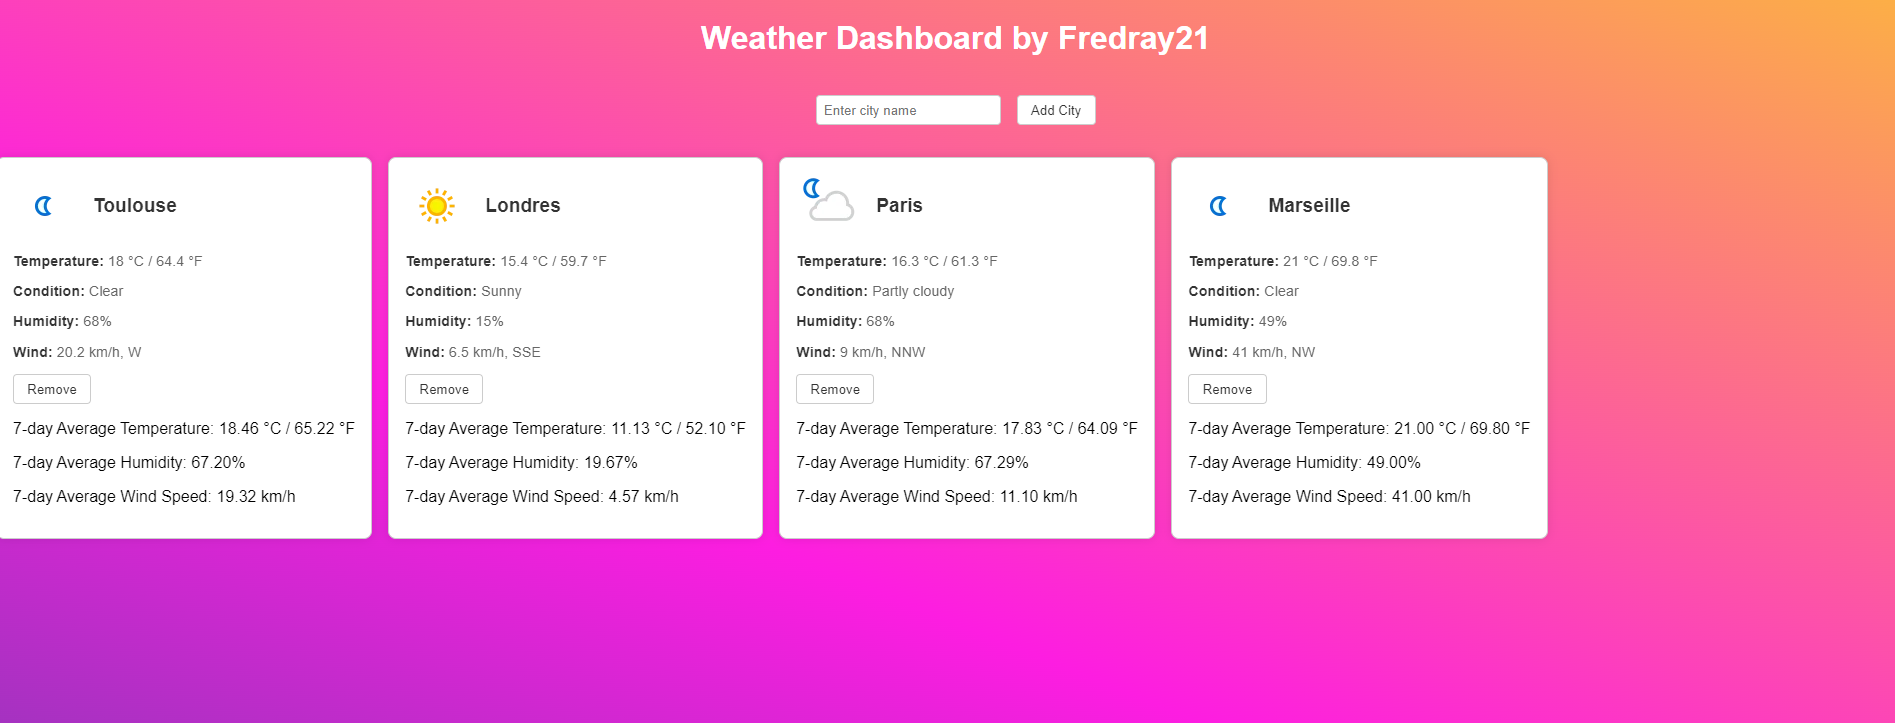 Weather Dashboard by Fredray21
Enter city name
Add City
Toulouse
Temperature: 18 °C / 64.4 °F
Condition: Clear
Humidity: 68%
Wind: 20.2 km/h, W
Remove
7-day Average Temperature: 18.46 °C / 65.22 °F
7-day Average Humidity: 67.20%
7-day Average Wind Speed: 19.32 km/h
Londres
Temperature: 15.4 °C / 59.7 °F
Condition: Sunny
Humidity: 15%
Wind: 6.5 km/h, SSE
Remove
7-day Average Temperature: 11.13 °C / 52.10 °F
7-day Average Humidity: 19.67%
7-day Average Wind Speed: 4.57 km/h
Paris
Temperature: 16.3 °C / 61.3 °F
Condition: Partly cloudy
Humidity: 68%
Wind: 9 km/h, NNW
Remove
7-day Average Temperature: 17.83 °C / 64.09 °F
7-day Average Humidity: 67.29%
7-day Average Wind Speed: 11.10 km/h
Marseille
Temperature: 21 °C / 69.8 °F
Condition: Clear
Humidity: 49%
Wind: 41 km/h, NW
Remove
7-day Average Temperature: 21.00 °C / 69.80 °F
7-day Average Humidity: 49.00%
7-day Average Wind Speed: 41.00 km/h